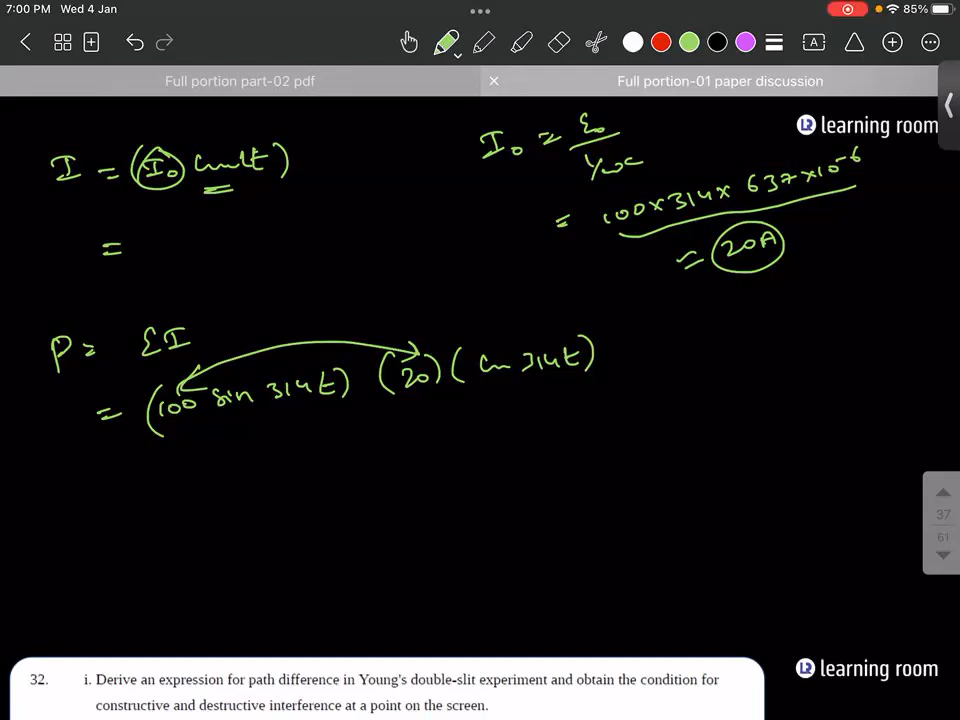 7:00 PM Wed 4 Jan
85%
Full portion part-02 pdf
Full portion-01 paper discussion
learning room
I = (I₀ cos ωt)
I₀ = ε₀ / 1/ωc
= 100 × 314 × 637 × 10⁻⁶
= 20A
=
P = εI
= (100 sin 314t) (20) (cos 314t)
37
61
learning room
32. i. Derive an expression for path difference in Young's double-slit experiment and obtain the condition for
constructive and destructive interference at a point on the screen.